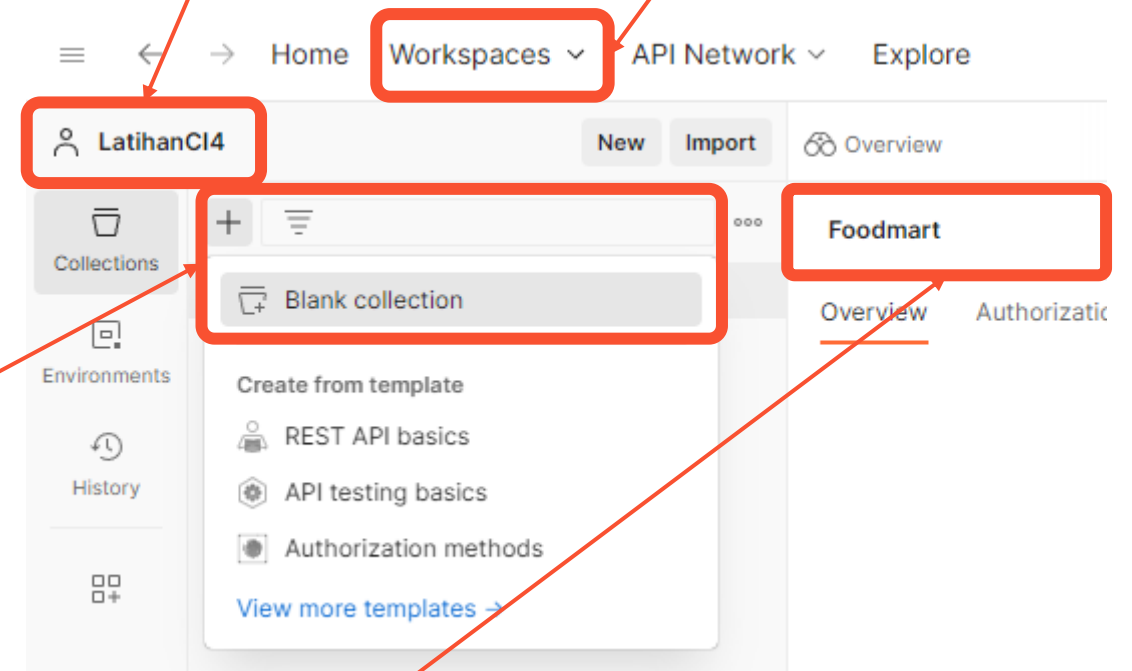 Home Workspaces API Network Explore
LatihanCI4 New Import Overview
Collections
Foodmart
Blank collection
Overview
Environments
Create from template
REST API basics
History
API testing basics
Authorization methods
View more templates →